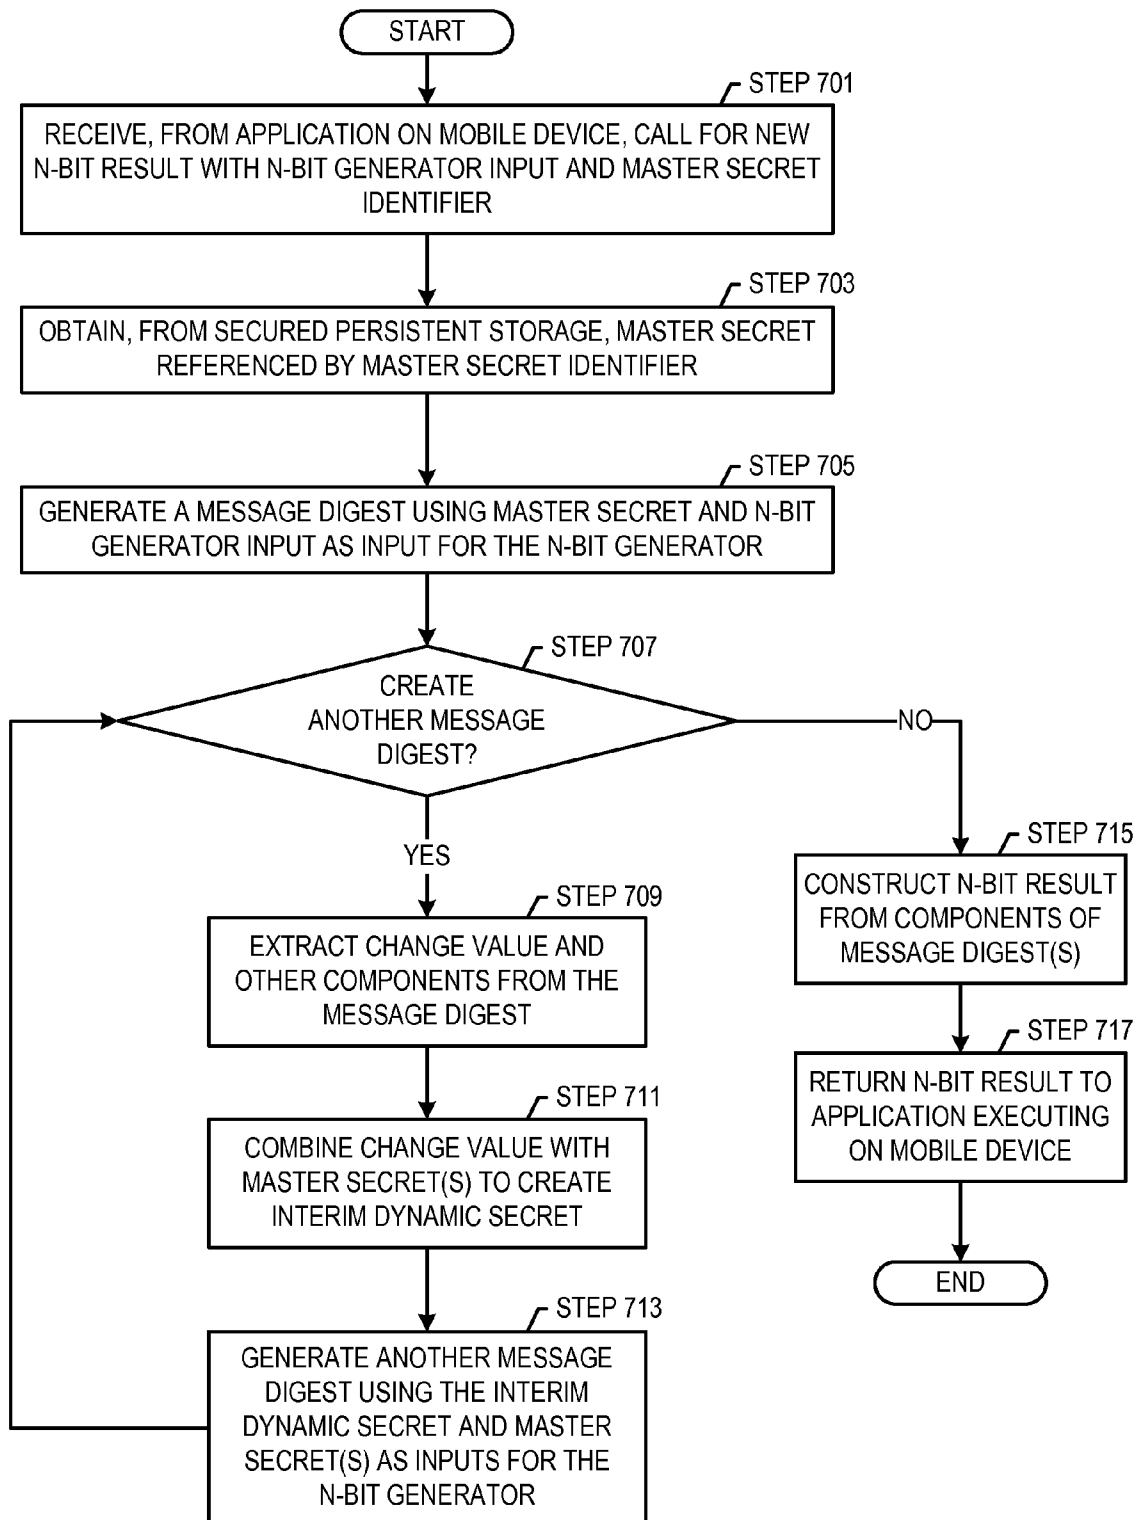 START
STEP 701
RECEIVE, FROM APPLICATION ON MOBILE DEVICE, CALL FOR NEW
N-BIT RESULT WITH N-BIT GENERATOR INPUT AND MASTER SECRET
IDENTIFIER
STEP 703
OBTAIN, FROM SECURED PERSISTENT STORAGE, MASTER SECRET
REFERENCED BY MASTER SECRET IDENTIFIER
STEP 705
GENERATE A MESSAGE DIGEST USING MASTER SECRET AND N-BIT
GENERATOR INPUT AS INPUT FOR THE N-BIT GENERATOR
STEP 707
CREATE
ANOTHER MESSAGE
DIGEST?
NO
YES
STEP 709
EXTRACT CHANGE VALUE AND
OTHER COMPONENTS FROM THE
MESSAGE DIGEST
STEP 711
COMBINE CHANGE VALUE WITH
MASTER SECRET(S) TO CREATE
INTERIM DYNAMIC SECRET
STEP 713
GENERATE ANOTHER MESSAGE
DIGEST USING THE INTERIM
DYNAMIC SECRET AND MASTER
SECRET(S) AS INPUTS FOR THE
N-BIT GENERATOR
STEP 715
CONSTRUCT N-BIT RESULT
FROM COMPONENTS OF
MESSAGE DIGEST(S)
STEP 717
RETURN N-BIT RESULT TO
APPLICATION EXECUTING
ON MOBILE DEVICE
END